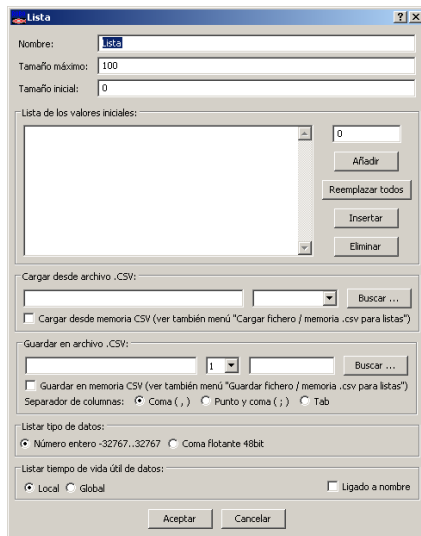 Lista
Nombre: Lista
Tamaño máximo: 100
Tamaño inicial: 0
Lista de los valores iniciales:
0
Añadir
Reemplazar todos
Insertar
Eliminar
Cargar desde archivo .CSV:
Buscar ...
Cargar desde memoria CSV (ver también menú "Cargar fichero / memoria .csv para listas")
Guardar en archivo .CSV:
1 Buscar ...
Guardar en memoria CSV (ver también menú "Guardar fichero / memoria .csv para listas")
Separador de columnas: Coma ( , ) Punto y coma ( ; ) Tab
Listar tipo de datos:
Número entero -32767..32767 Coma flotante 48bit
Listar tiempo de vida útil de datos:
Local Global Ligado a nombre
Aceptar Cancelar